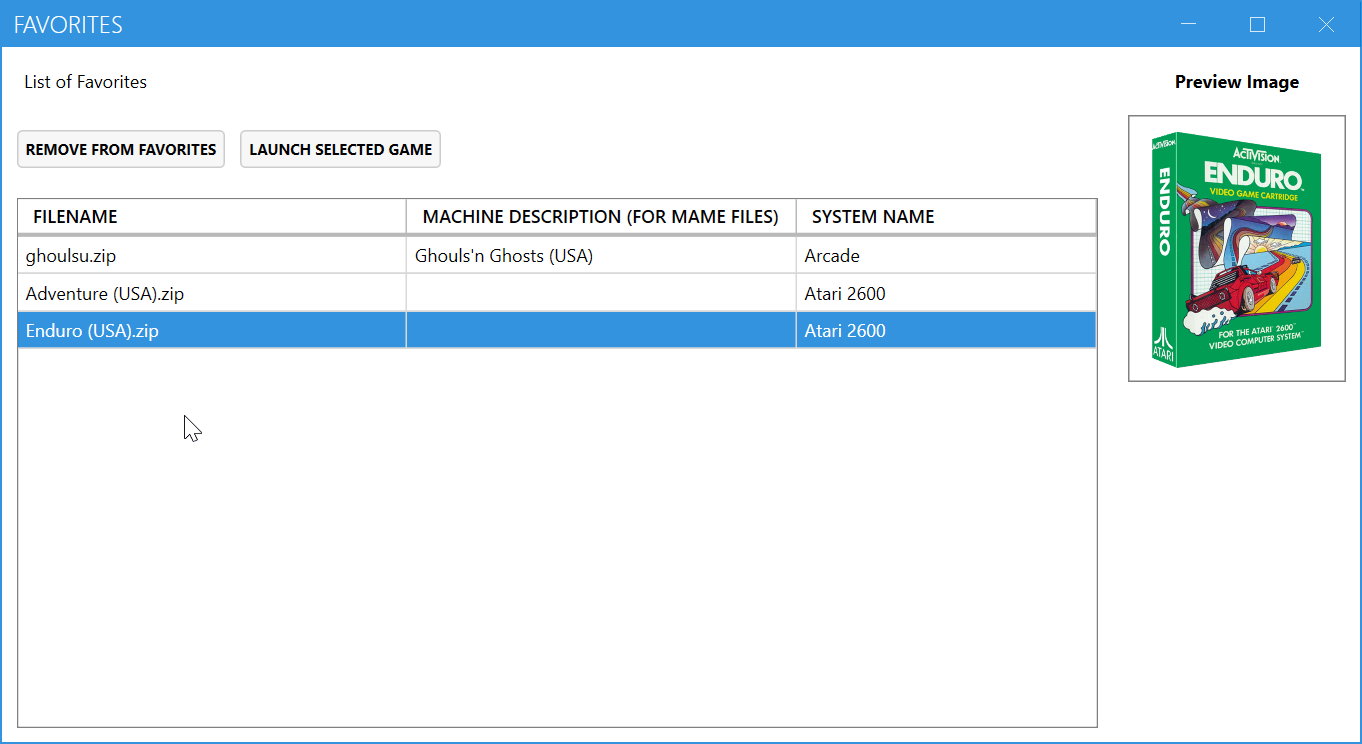 FAVORITES
List of Favorites
Preview Image
REMOVE FROM FAVORITES LAUNCH SELECTED GAME
FILENAME MACHINE DESCRIPTION (FOR MAME FILES) SYSTEM NAME
ghoulsu.zip Ghouls'n Ghosts (USA) Arcade
Adventure (USA).zip Atari 2600
Enduro (USA).zip Atari 2600
ACTIVISION
ENDURO
ATARI
ACTIVISION
ENDURO™
VIDEO GAME CARTRIDGE
FOR THE ATARI® 2600™
VIDEO COMPUTER SYSTEM™